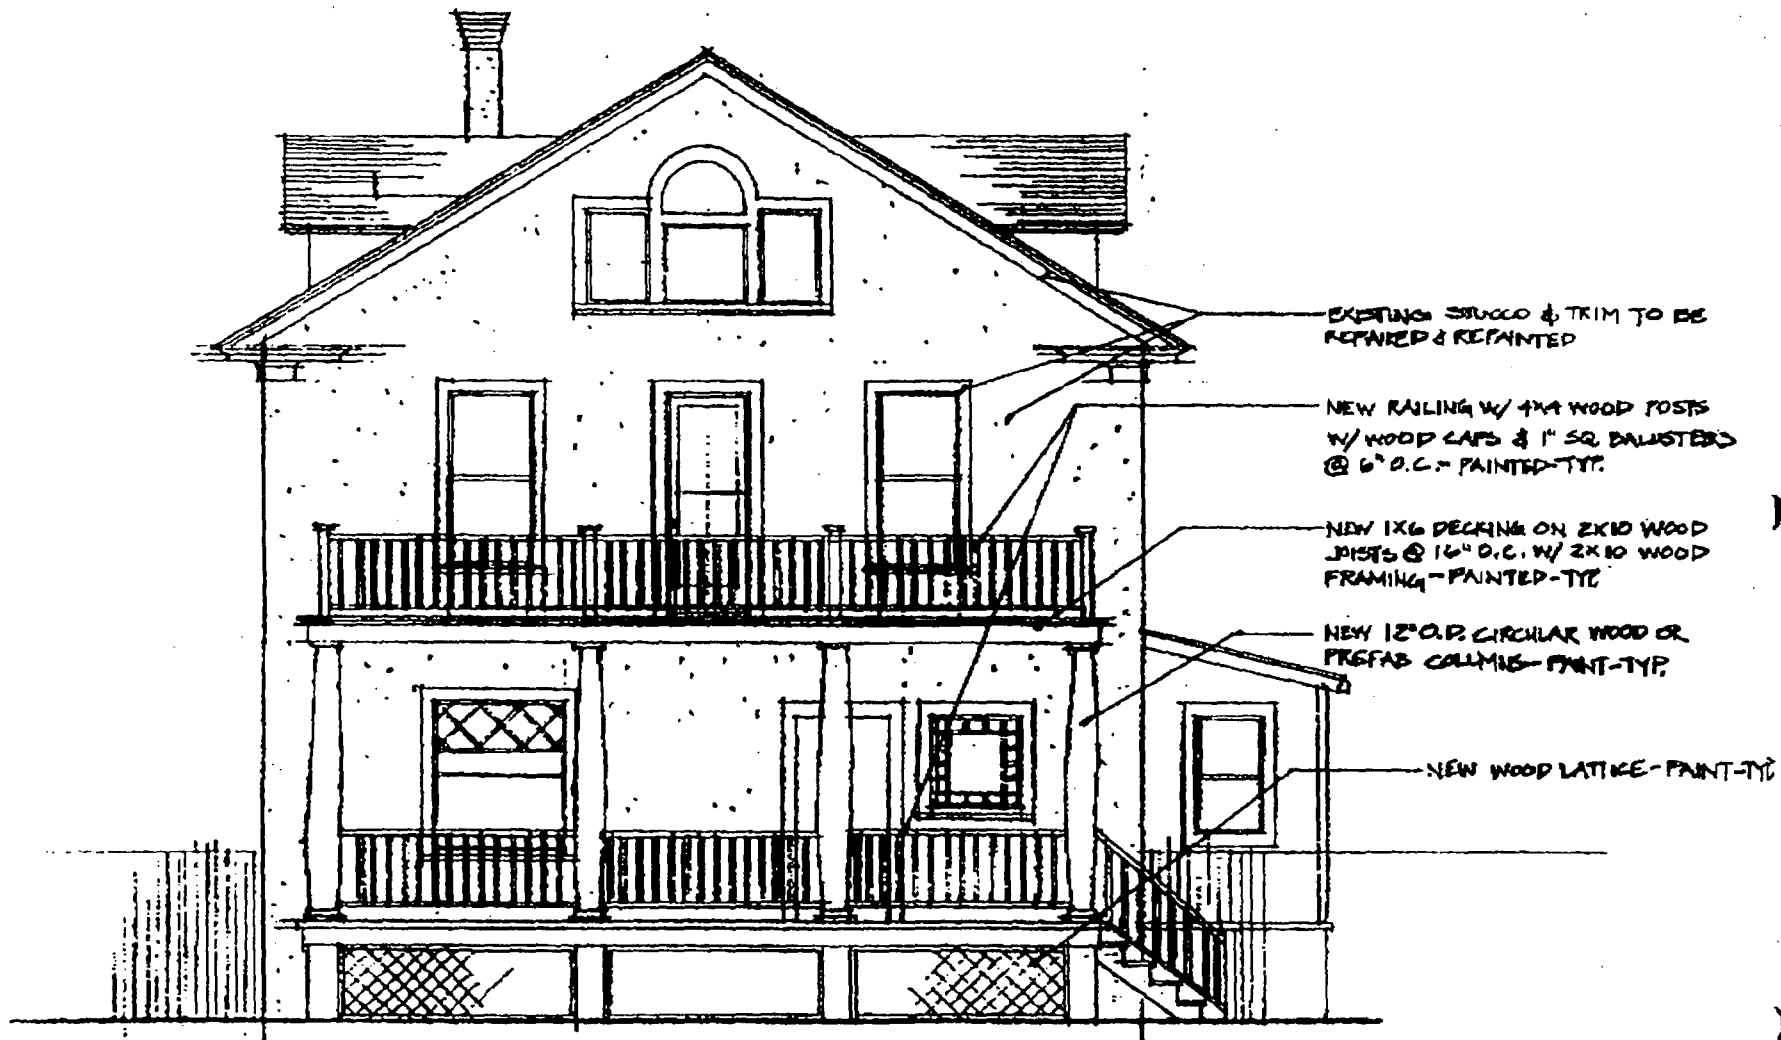 EXISTING STUCCO & TRIM TO BE
REPAIRED & REPAINTED
NEW RAILING W/ 4X4 WOOD POSTS
W/ WOOD CAPS & 1" SQ BALUSTERS
@ 6" O.C. - PAINTED-TYP.
NEW 1X6 DECKING ON 2X10 WOOD
JOISTS @ 16" O.C. W/ 2X10 WOOD
FRAMING - PAINTED - TYP
NEW 12" O.D. CIRCULAR WOOD OR
PREFAB COLUMNS - PAINT-TYP.
NEW WOOD LATTICE - PAINT-TYP